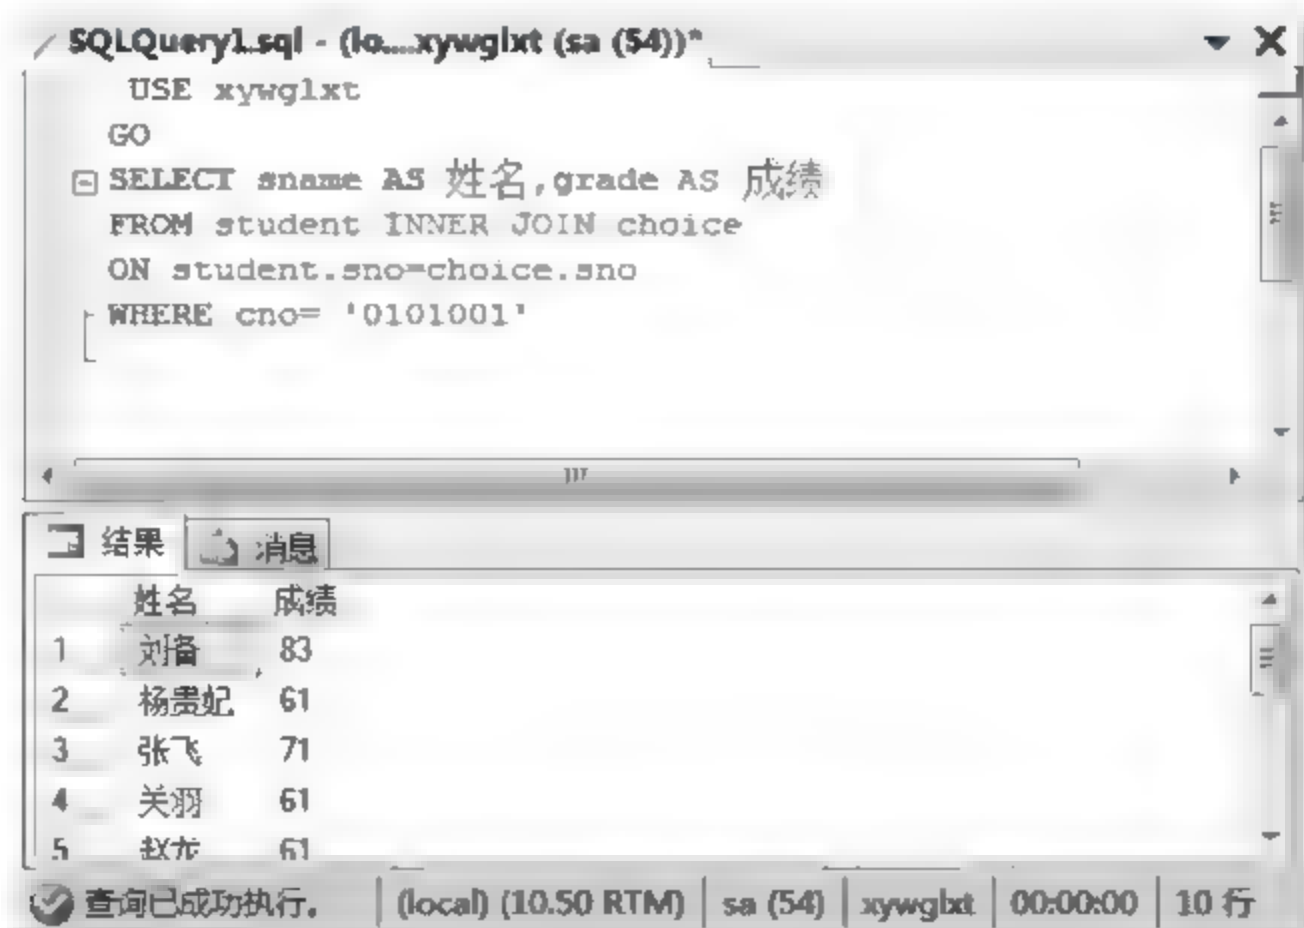 SQLQuery1.sql - (lo....xywglxt (sa (54))*
USE xywglxt
GO
SELECT sname AS 姓名,grade AS 成绩
FROM student INNER JOIN choice
ON student.sno=choice.sno
WHERE cno= '0101001'
结果 消息
姓名 成绩
1 刘备 83
2 杨贵妃 61
3 张飞 71
4 关羽 61
5 赵龙 61
查询已成功执行。 (local) (10.50 RTM) sa (54) xywglxt 00:00:00 10 行